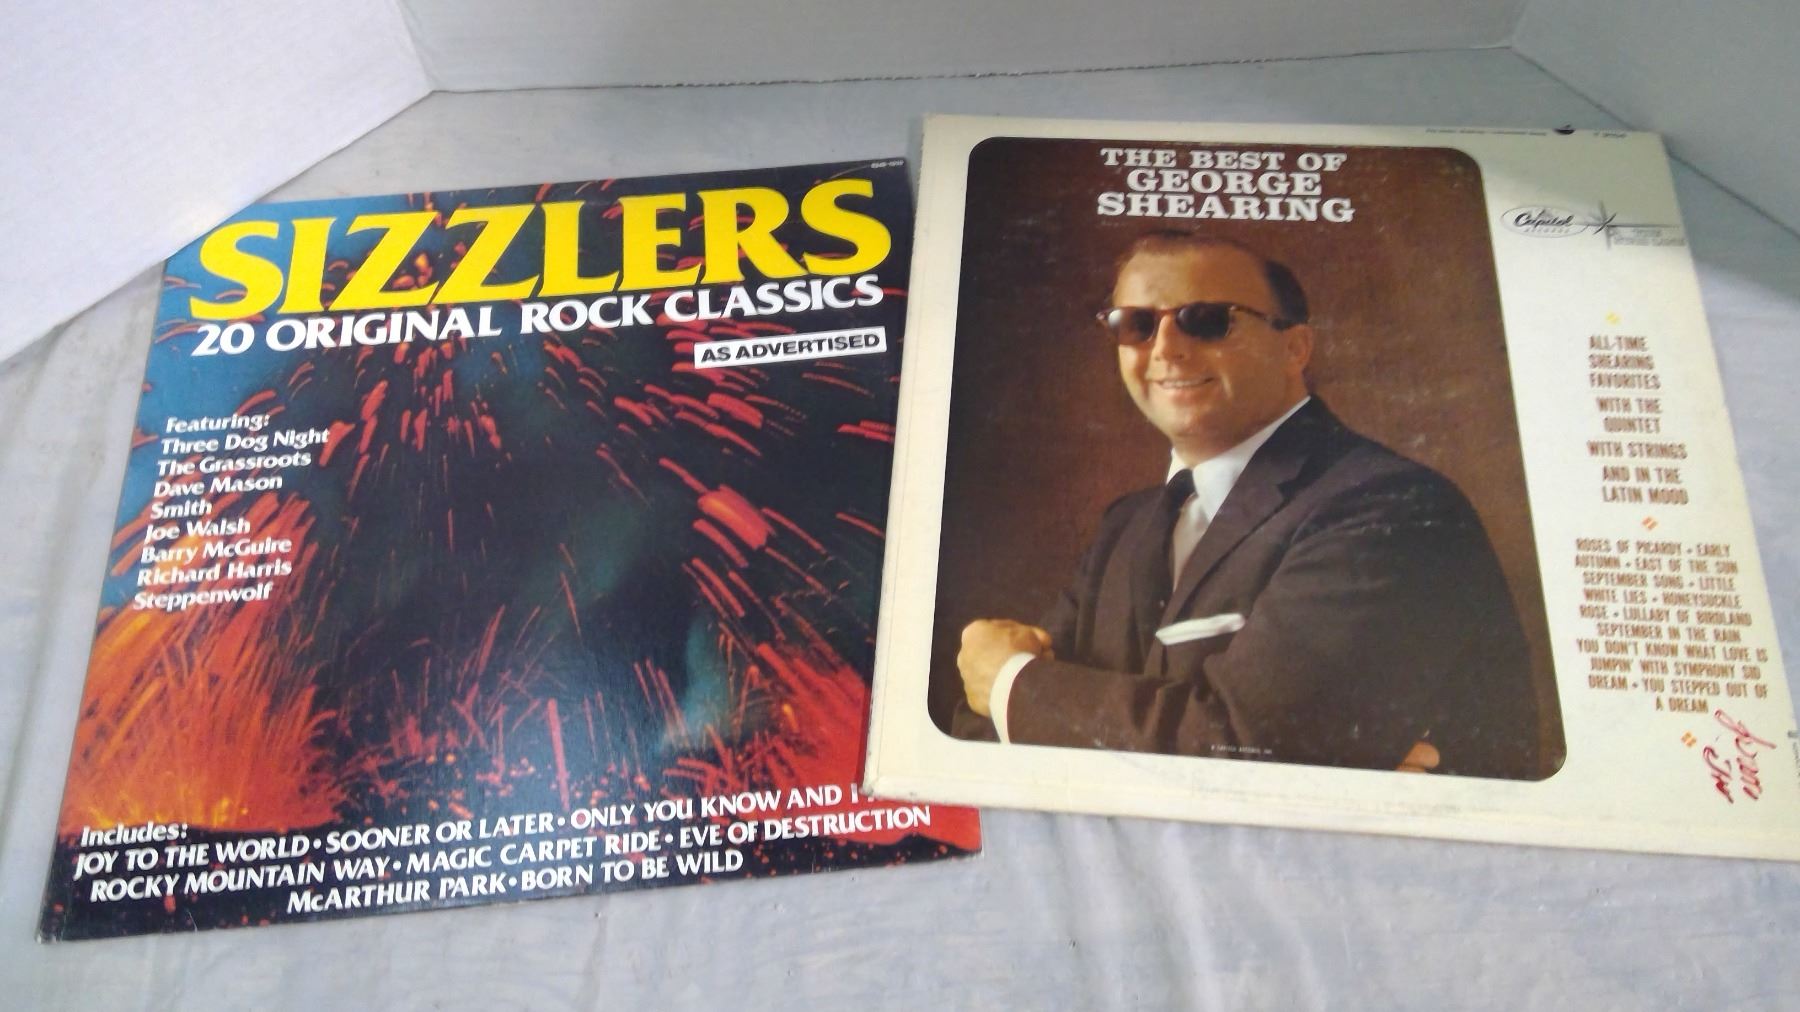 SIZZLERS
20 ORIGINAL ROCK CLASSICS
AS ADVERTISED
Featuring:
Three Dog Night
The Grassroots
Dave Mason
Smith
Joe Walsh
Barry McGuire
Richard Harris
Steppenwolf
Includes:
JOY TO THE WORLD • SOONER OR LATER • ONLY YOU KNOW AND I
ROCKY MOUNTAIN WAY • MAGIC CARPET RIDE • EVE OF DESTRUCTION
McARTHUR PARK • BORN TO BE WILD
THE BEST OF
GEORGE
SHEARING
Capitol
RECORDS
ALL-TIME
SHEARING
FAVORITES
WITH THE
QUINTET
WITH STRINGS
AND IN THE
LATIN MOOD
ROSES OF PICARDY • EARLY
AUTUMN • EAST OF THE SUN
SEPTEMBER SONG • LITTLE
WHITE LIES • HONEYSUCKLE
ROSE • LULLABY OF BIRDLAND
SEPTEMBER IN THE RAIN
YOU DON'T KNOW WHAT LOVE IS
JUMPIN' WITH SYMPHONY SID
DREAM • YOU STEPPED OUT OF
A DREAM